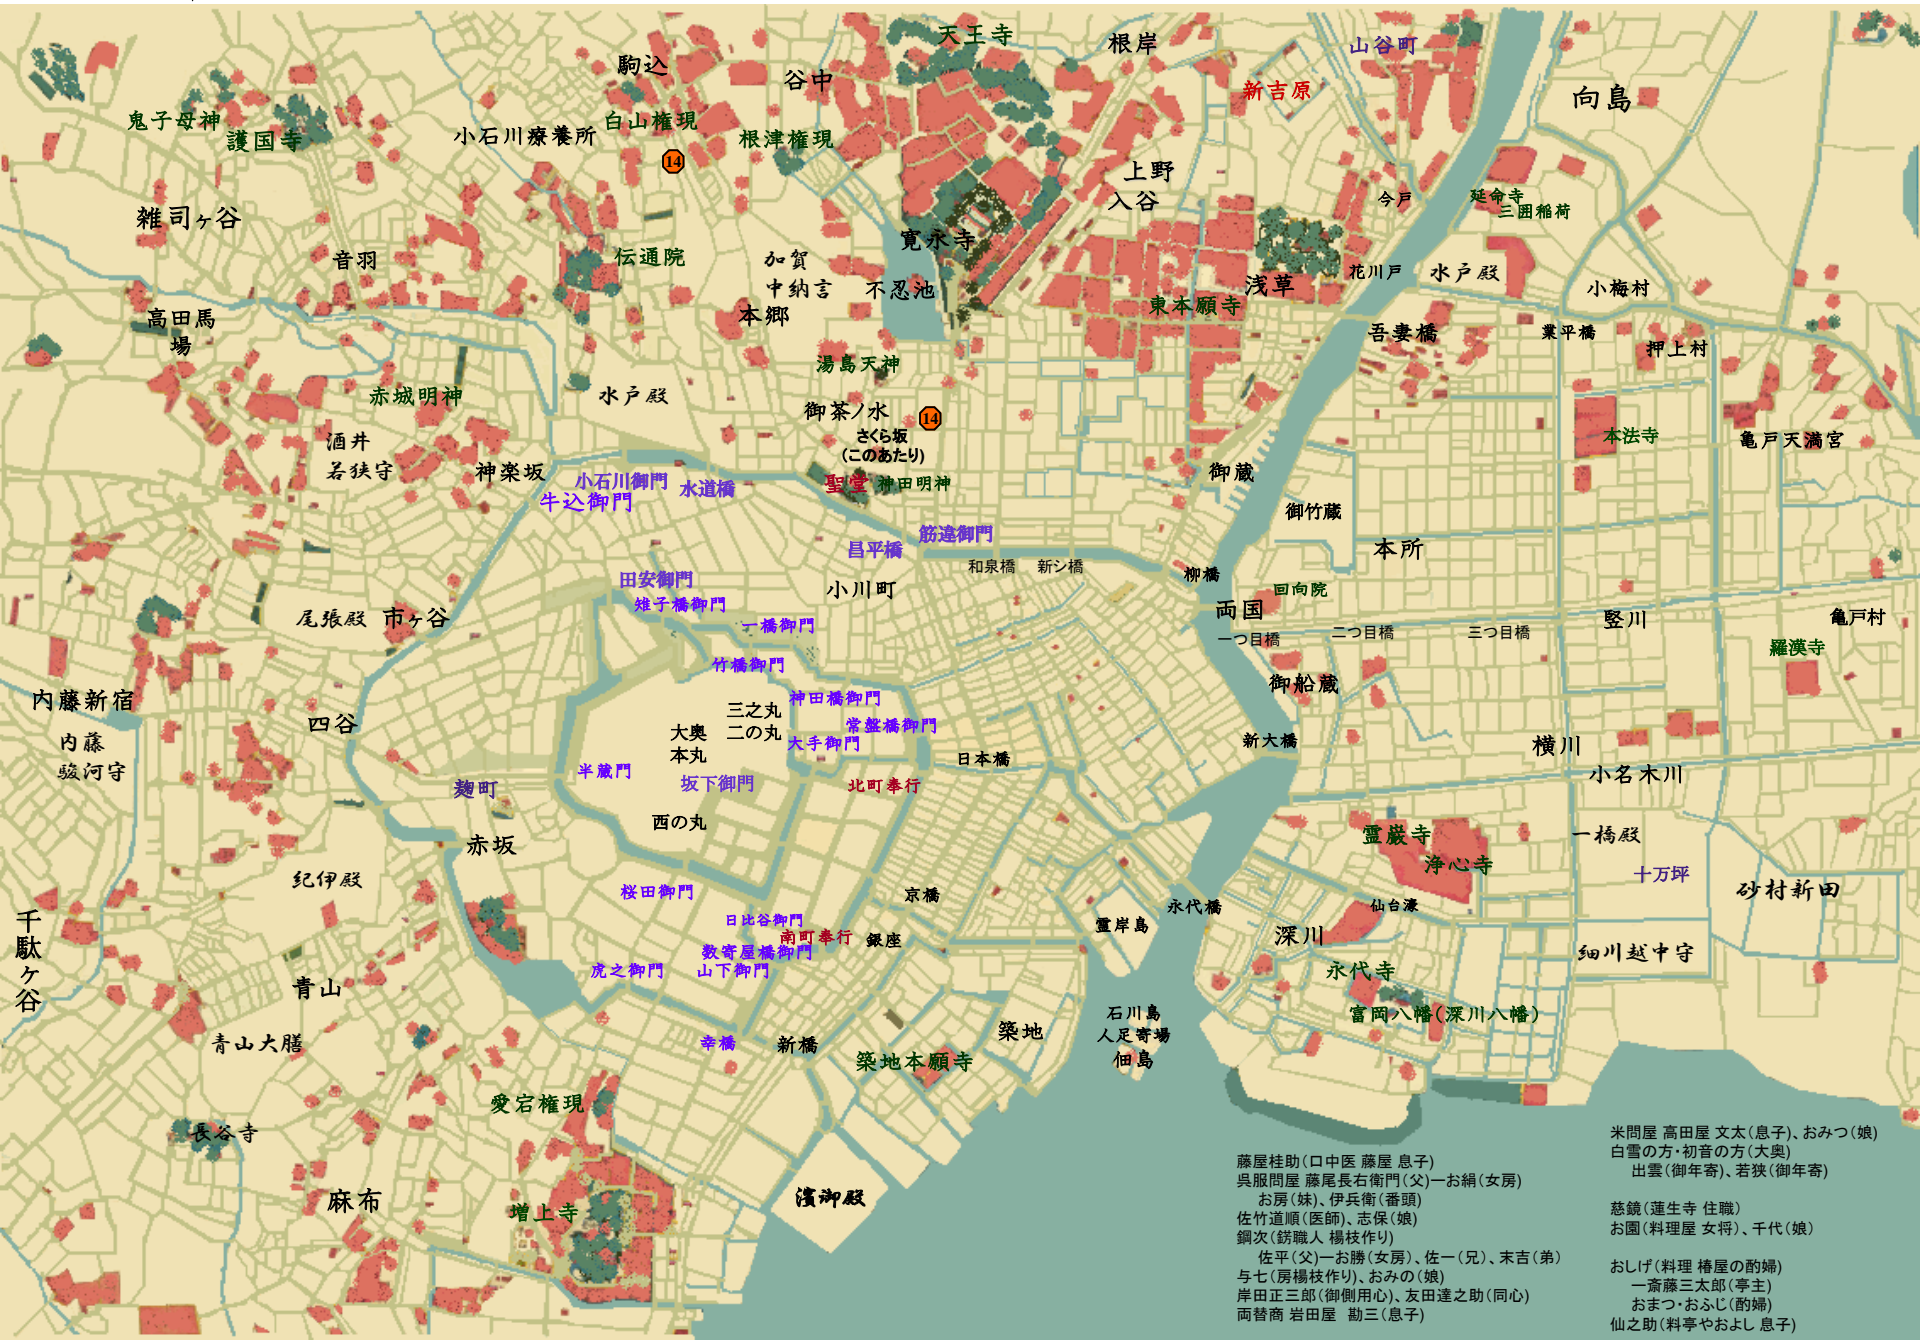 天王寺
根岸
山谷町
駒込
谷中
新吉原
向島
鬼子母神
護国寺
小石川療養所
白山権現
根津権現
14
上野
入谷
今戸
延命寺
三囲稲荷
雑司ヶ谷
音羽
伝通院
加賀
中納言
寛永寺
不忍池
浅草
花川戸
水戸殿
小梅村
高田馬
場
本郷
東本願寺
吾妻橋
業平橋
押上村
湯島天神
赤城明神
水戸殿
御茶ノ水
14
さくら坂
(このあたり)
酒井
若狭守
神楽坂
小石川御門
牛込御門
水道橋
聖堂
神田明神
御蔵
本法寺
亀戸天満宮
御竹蔵
本所
筋違御門
昌平橋
和泉橋
新シ橋
柳橋
田安御門
雉子橋御門
小川町
一橋御門
両国
回向院
一つ目橋
二つ目橋
三つ目橋
竪川
亀戸村
羅漢寺
尾張殿
市ヶ谷
竹橋御門
神田橋御門
御船蔵
内藤新宿
内藤
駿河守
四谷
三之丸
二の丸
大奥
本丸
常盤橋御門
大手御門
日本橋
新大橋
横川
小名木川
半蔵門
坂下御門
北町奉行
麹町
西の丸
赤坂
霊巌寺
浄心寺
一橋殿
十万坪
砂村新田
紀伊殿
桜田御門
京橋
霊岸島
永代橋
仙台濠
千駄ヶ谷
日比谷御門
南町奉行
銀座
数寄屋橋御門
山下御門
虎之御門
深川
細川越中守
永代寺
富岡八幡(深川八幡)
青山
青山大膳
幸橋
新橋
築地
築地本願寺
石川島
人足寄場
佃島
愛宕権現
長谷寺
麻布
増上寺
濱御殿
藤屋桂助(口中医 藤屋 息子)
呉服問屋 藤尾長右衛門(父)ーお絹(女房)
お房(妹)、伊兵衛(番頭)
佐竹道順(医師)、志保(娘)
鋼次(錺職人 楊枝作り)
佐平(父)ーお勝(女房)、佐一(兄)、末吉(弟)
与七(房楊枝作り)、おみの(娘)
岸田正三郎(御側用心)、友田達之助(同心)
両替商 岩田屋 勘三(息子)
米問屋 高田屋 文太(息子)、おみつ(娘)
白雪の方・初音の方(大奥)
出雲(御年寄)、若狭(御年寄)
慈鏡(蓮生寺 住職)
お園(料理屋 女将)、千代(娘)
おしげ(料理 椿屋の酌婦)
一斎藤三太郎(亭主)
おまつ・おふじ(酌婦)
仙之助(料亭やおよし 息子)